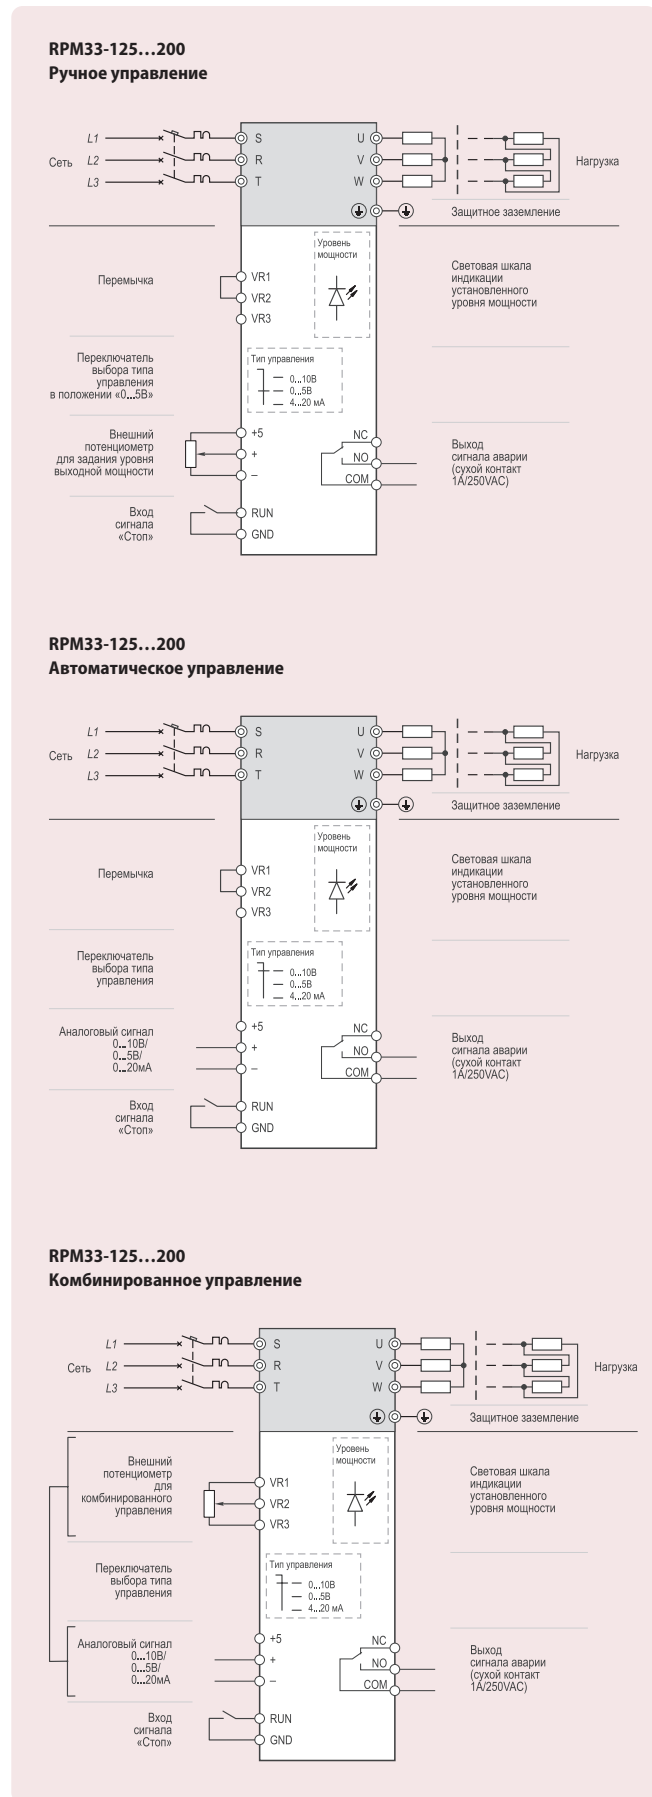 RPM33-125...200
Ручное управление
L1
S
U
Сеть
L2
R
V
Нагрузка
L3
T
W
Защитное заземление
Уровень
мощности
Перемычка
VR1
VR2
VR3
Световая шкала
индикации
установленного
уровня мощности
Переключатель
выбора типа
управления
в положении «0...5В»
Тип управления
0...10В
0...5В
4...20 мА
Внешний
потенциометр
для задания уровня
выходной мощности
+5
+
–
NC
NO
COM
Выход
сигнала аварии
(сухой контакт
1А/250VAC)
Вход
сигнала
«Стоп»
RUN
GND
RPM33-125...200
Автоматическое управление
L1
S
U
Сеть
L2
R
V
Нагрузка
L3
T
W
Защитное заземление
Уровень
мощности
Перемычка
VR1
VR2
VR3
Световая шкала
индикации
установленного
уровня мощности
Переключатель
выбора типа
управления
Тип управления
0...10В
0...5В
4...20 мА
Аналоговый сигнал
0...10В/
0...5В/
0...20мА
+5
+
–
NC
NO
COM
Выход
сигнала аварии
(сухой контакт
1А/250VAC)
Вход
сигнала
«Стоп»
RUN
GND
RPM33-125...200
Комбинированное управление
L1
S
U
Сеть
L2
R
V
Нагрузка
L3
T
W
Защитное заземление
Внешний
потенциометр
для
комбинированного
управления
VR1
VR2
VR3
Уровень
мощности
Световая шкала
индикации
установленного
уровня мощности
Переключатель
выбора типа
управления
Тип управления
0...10В
0...5В
4...20 мА
Аналоговый сигнал
0...10В/
0...5В/
0...20мА
+5
+
–
NC
NO
COM
Выход
сигнала аварии
(сухой контакт
1А/250VAC)
Вход
сигнала
«Стоп»
RUN
GND